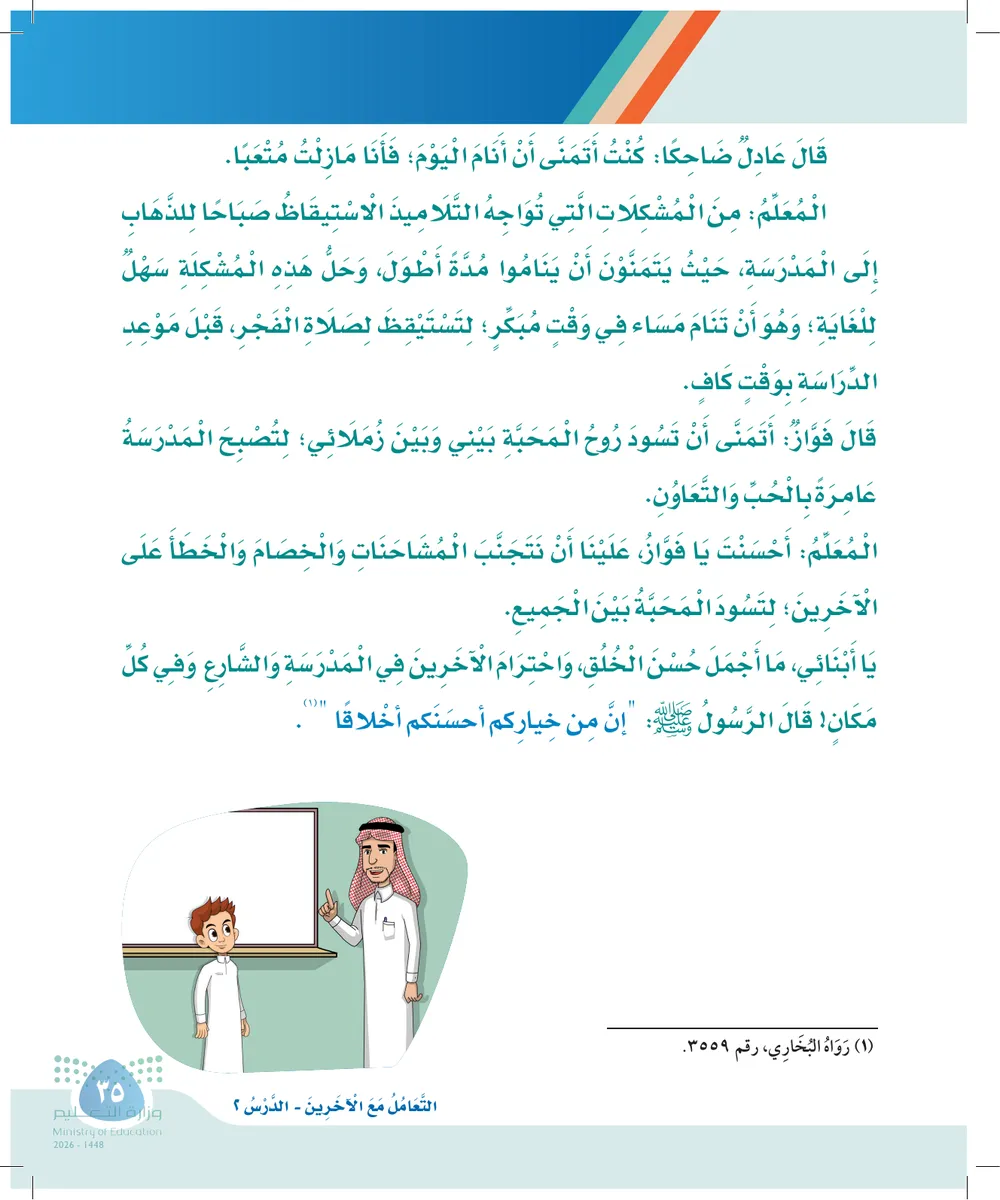 قَالَ عَادِلٌ ضَاحِكًا: كُنْتُ أَتَمَنَّى أَنْ أَنَامَ الْيَوْمَ؛ فَأَنَا مَازِلْتُ مُتْعَبًا.
الْمُعَلِّمُ: مِنَ الْمُشْكِلَاتِ الَّتِي تُوَاجِهُ التَّلَامِيذَ الْاسْتِيقَاظُ صَبَاحًا لِلذَّهَابِ
إِلَى الْمَدْرَسَةِ، حَيْثُ يَتَمَنَّوْنَ أَنْ يَنَامُوا مُدَّةً أَطْوَلَ، وَحَلُّ هَذِهِ الْمُشْكِلَةِ سَهْلٌ
لِلْغَايَةِ؛ وَهُوَ أَنْ تَنَامَ مَسَاء فِي وَقْتٍ مُبَكِّرٍ؛ لِتَسْتَيْقِظَ لِصَلَاةِ الْفَجْرِ، قَبْلَ مَوْعِدِ
الدِّرَاسَةِ بِوَقْتٍ كَافٍ.
قَالَ فَوَّازٌ: أَتَمَنَّى أَنْ تَسُودَ رُوحُ الْمَحَبَّةِ بَيْنِي وَبَيْنَ زُمَلَائِي؛ لِتُصْبِحَ الْمَدْرَسَةُ
عَامِرَةً بِالْحُبِّ وَالتَّعَاوُنِ.
الْمُعَلِّمُ: أَحْسَنْتَ يَا فَوَّازُ، عَلَيْنَا أَنْ نَتَجَنَّبَ الْمُشَاحَنَاتِ وَالْخِصَامَ وَالْخَطَأَ عَلَى
الْآخَرِينَ؛ لِتَسُودَ الْمَحَبَّةُ بَيْنَ الْجَمِيعِ.
يَا أَبْنَائِي، مَا أَجْمَلَ حُسْنَ الْخُلُقِ، وَاحْتِرَامَ الْآخَرِينَ فِي الْمَدْرَسَةِ وَالشَّارِعِ وَفِي كُلِّ
مَكَانٍ! قَالَ الرَّسُولُ ﷺ: "إنَّ مِن خِيارِكم أحسَنَكم أخْلاقًا "(١) .
(١) رَوَاهُ الْبُخَارِي، رقم ٣٥٥٩.
التَّعَامُلُ مَعَ الْآخَرِينَ - الدَّرْسُ ٢
٣٥
وزارة التعليم
Ministry of Education
2026 - 1448